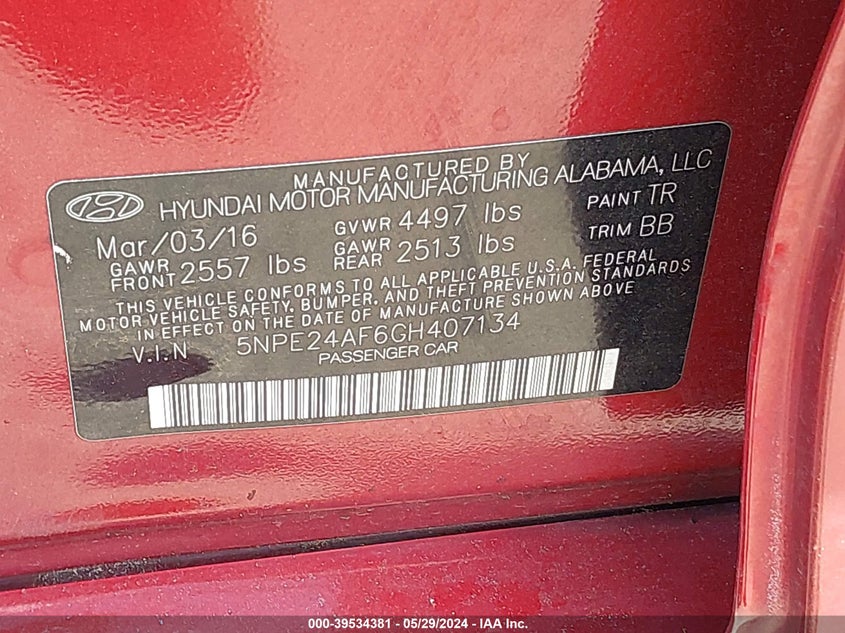 MANUFACTURED BY
HYUNDAI MOTOR MANUFACTURING ALABAMA, LLC
Mar/03/16 GVWR 4497 lbs PAINT TR
GAWR FRONT 2557 lbs GAWR REAR 2513 lbs TRIM BB
THIS VEHICLE CONFORMS TO ALL APPLICABLE U.S.A. FEDERAL
MOTOR VEHICLE SAFETY, BUMPER, AND THEFT PREVENTION STANDARDS
IN EFFECT ON THE DATE OF MANUFACTURE SHOWN ABOVE
V.I.N 5NPE24AF6GH407134
PASSENGER CAR
000-39534381 - 05/29/2024 - IAA Inc.